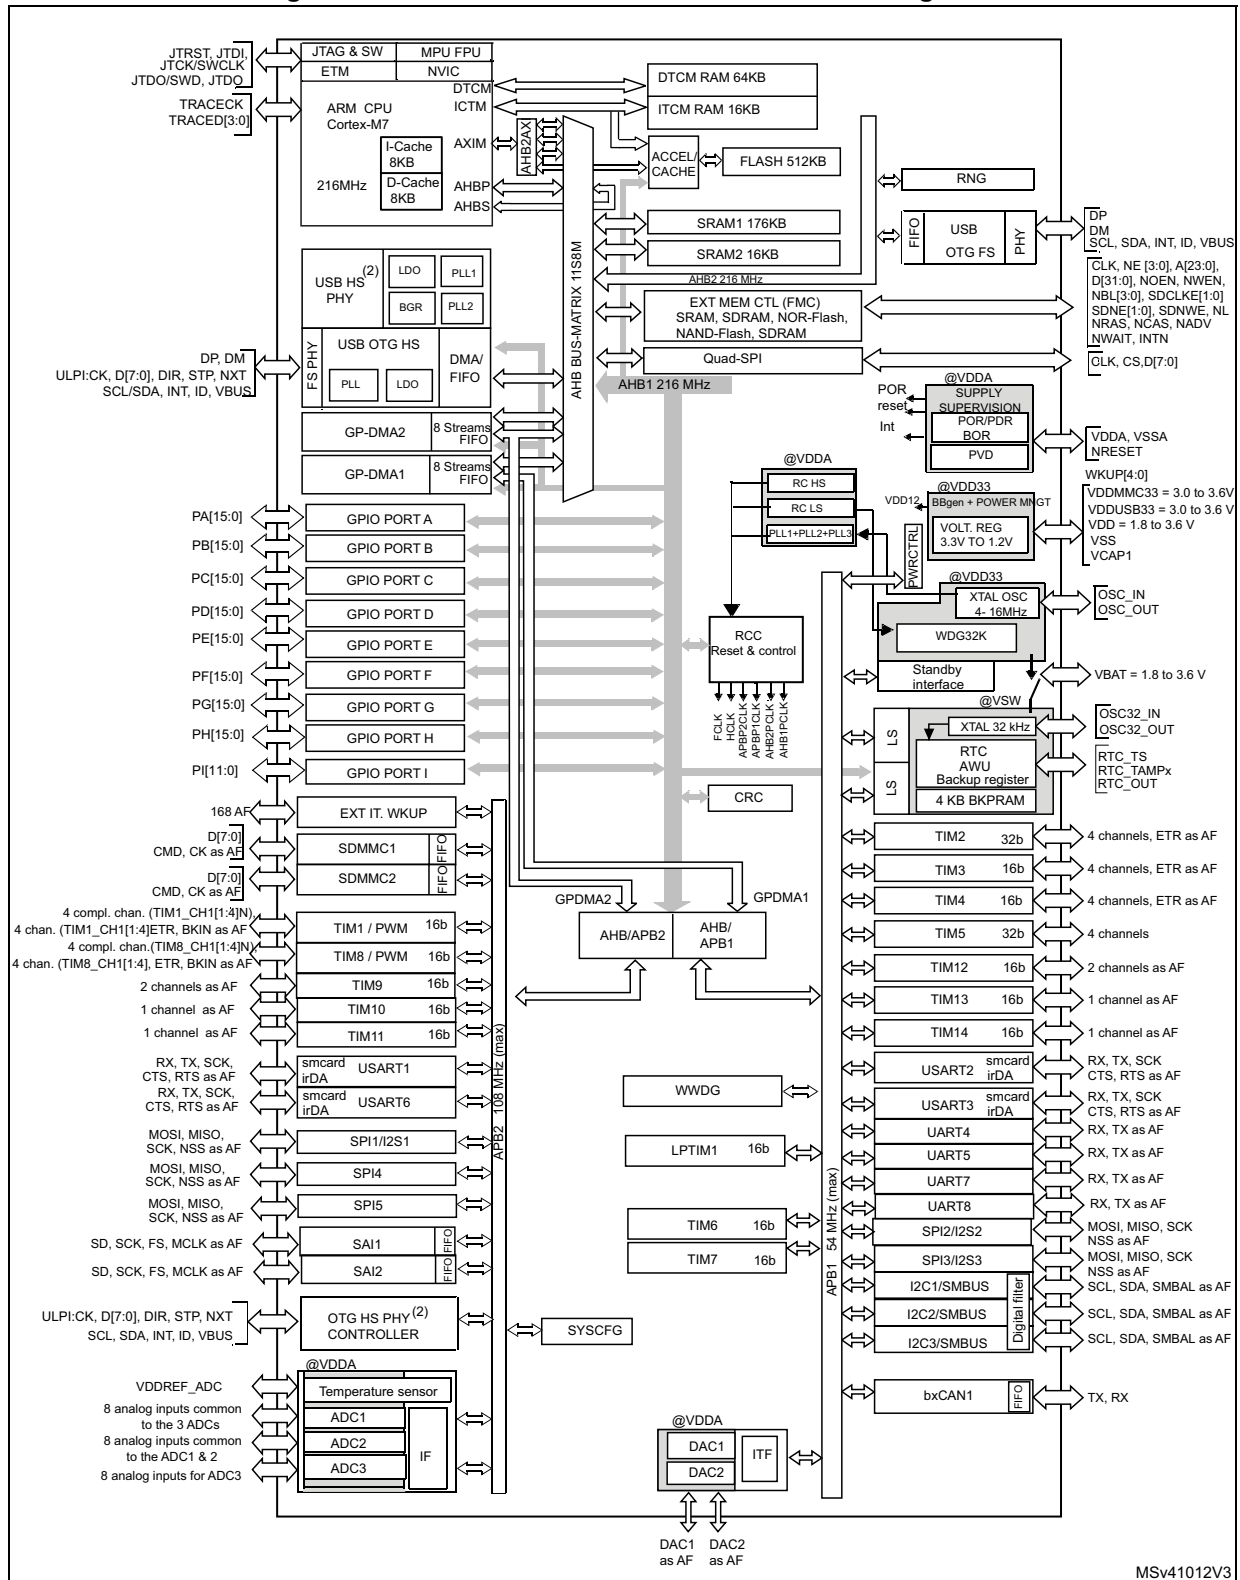 JTRST, JTDI,
JTCK/SWCLK
JTDO/SWD, JTDO
TRACECK
TRACED[3:0]
JTAG & SW
MPU FPU
ETM
NVIC
DTCM
ICTM
ARM CPU
Cortex-M7
AXIM
I-Cache
8KB
D-Cache
8KB
216MHz
AHBP
AHBS
AHB2AX
DTCM RAM 64KB
ITCM RAM 16KB
ACCEL/
CACHE
FLASH 512KB
SRAM1 176KB
SRAM2 16KB
AHB2 216 MHz
EXT MEM CTL (FMC)
SRAM, SDRAM, NOR-Flash,
NAND-Flash, SDRAM
Quad-SPI
AHB BUS-MATRIX 11S8M
AHB1 216 MHz
RNG
FIFO
USB
OTG FS
PHY
DP
DM
SCL, SDA, INT, ID, VBUS
CLK, NE [3:0], A[23:0],
D[31:0], NOEN, NWEN,
NBL[3:0], SDCLKE[1:0]
SDNE[1:0], SDNWE, NL
NRAS, NCAS, NADV
NWAIT, INTN
CLK, CS,D[7:0]
USB HS (2)
PHY
LDO
PLL1
BGR
PLL2
FS PHY
USB OTG HS
PLL
LDO
DMA/
FIFO
DP, DM
ULPI:CK, D[7:0], DIR, STP, NXT
SCL/SDA, INT, ID, VBUS
GP-DMA2
8 Streams
FIFO
GP-DMA1
8 Streams
FIFO
PA[15:0]
GPIO PORT A
PB[15:0]
GPIO PORT B
PC[15:0]
GPIO PORT C
PD[15:0]
GPIO PORT D
PE[15:0]
GPIO PORT E
PF[15:0]
GPIO PORT F
PG[15:0]
GPIO PORT G
PH[15:0]
GPIO PORT H
PI[11:0]
GPIO PORT I
@VDDA
POR
reset
Int
SUPPLY
SUPERVISION
POR/PDR
BOR
PVD
VDDA, VSSA
NRESET
WKUP[4:0]
@VDDA
RC HS
RC LS
PLL1+PLL2+PLL3
@VDD33
VDD12
BBgen + POWER MNGT
VOLT. REG
3.3V TO 1.2V
VDDMMC33 = 3.0 to 3.6V
VDDUSB33 = 3.0 to 3.6 V
VDD = 1.8 to 3.6 V
VSS
VCAP1
PWRCTRL
@VDD33
XTAL OSC
4- 16MHz
WDG32K
OSC_IN
OSC_OUT
Standby
interface
VBAT = 1.8 to 3.6 V
@VSW
RCC
Reset & control
FCLK
HCLK
APBP2CLK
APBP1CLK
AHB2PCLK
AHB1PCLK
LS
LS
XTAL 32 kHz
RTC
AWU
Backup register
4 KB BKPRAM
OSC32_IN
OSC32_OUT
RTC_TS
RTC_TAMPx
RTC_OUT
CRC
168 AF
EXT IT. WKUP
D[7:0]
CMD, CK as AF
SDMMC1
FIFO
D[7:0]
CMD, CK as AF
SDMMC2
FIFO
4 compl. chan. (TIM1_CH1[1:4]N),
4 chan. (TIM1_CH1[1:4]ETR, BKIN as AF
TIM1 / PWM 16b
4 compl. chan.(TIM8_CH1[1:4]N),
4 chan. (TIM8_CH1[1:4], ETR, BKIN as AF
TIM8 / PWM 16b
2 channels as AF
TIM9 16b
1 channel as AF
TIM10 16b
1 channel as AF
TIM11 16b
RX, TX, SCK,
CTS, RTS as AF
smcard
irDA
USART1
RX, TX, SCK,
CTS, RTS as AF
smcard
irDA
USART6
MOSI, MISO,
SCK, NSS as AF
SPI1/I2S1
MOSI, MISO,
SCK, NSS as AF
SPI4
MOSI, MISO,
SCK, NSS as AF
SPI5
SD, SCK, FS, MCLK as AF
SAI1
FIFO
SD, SCK, FS, MCLK as AF
SAI2
FIFO
ULPI:CK, D[7:0], DIR, STP, NXT
SCL, SDA, INT, ID, VBUS
OTG HS PHY (2)
CONTROLLER
@VDDA
VDDREF_ADC
Temperature sensor
8 analog inputs common
to the 3 ADCs
8 analog inputs common
to the ADC1 & 2
8 analog inputs for ADC3
ADC1
ADC2
ADC3
IF
APB2 108 MHz (max)
SYSCFG
GPDMA2
GPDMA1
AHB/APB2
AHB/
APB1
WWDG
LPTIM1 16b
TIM6 16b
TIM7 16b
@VDDA
DAC1
DAC2
ITF
DAC1
as AF
DAC2
as AF
APB1 54 MHz (max)
TIM2 32b
4 channels, ETR as AF
TIM3 16b
4 channels, ETR as AF
TIM4 16b
4 channels, ETR as AF
TIM5 32b
4 channels
TIM12 16b
2 channels as AF
TIM13 16b
1 channel as AF
TIM14 16b
1 channel as AF
USART2
smcard
irDA
RX, TX, SCK
CTS, RTS as AF
USART3
smcard
irDA
RX, TX, SCK
CTS, RTS as AF
UART4
RX, TX as AF
UART5
RX, TX as AF
UART7
RX, TX as AF
UART8
RX, TX as AF
SPI2/I2S2
MOSI, MISO, SCK
NSS as AF
SPI3/I2S3
MOSI, MISO, SCK
NSS as AF
I2C1/SMBUS
SCL, SDA, SMBAL as AF
I2C2/SMBUS
SCL, SDA, SMBAL as AF
I2C3/SMBUS
SCL, SDA, SMBAL as AF
Digital filter
bxCAN1
FIFO
TX, RX
MSv41012V3